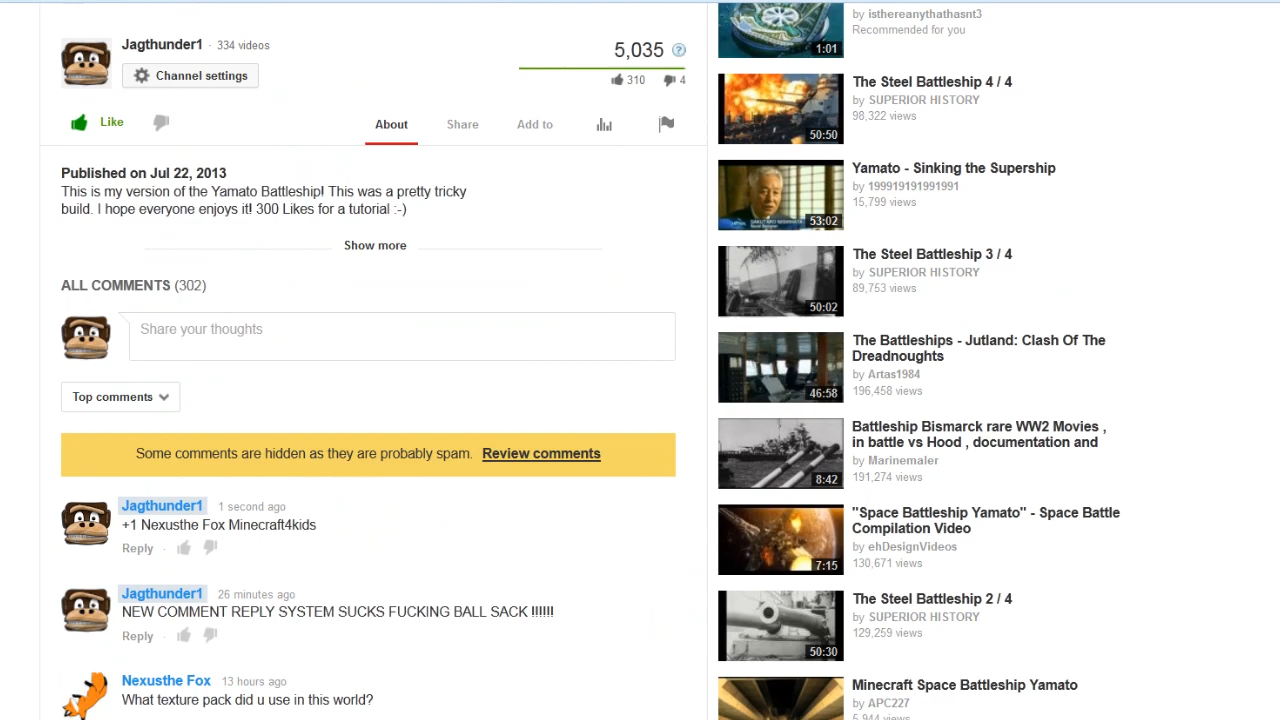 Jagthunder1 · 334 videos
Channel settings
5,035
310 4
Like
About Share Add to
Published on Jul 22, 2013
This is my version of the Yamato Battleship! This was a pretty tricky
build. I hope everyone enjoys it! 300 Likes for a tutorial :-)
Show more
ALL COMMENTS (302)
Share your thoughts
Top comments
Some comments are hidden as they are probably spam. Review comments
Jagthunder1 1 second ago
+1 Nexusthe Fox Minecraft4kids
Reply ·
Jagthunder1 26 minutes ago
NEW COMMENT REPLY SYSTEM SUCKS FUCKING BALL SACK !!!!!!
Reply ·
Nexusthe Fox 13 hours ago
What texture pack did u use in this world?
by isthereanythathasnt3
Recommended for you
1:01
The Steel Battleship 4 / 4
by SUPERIOR HISTORY
98,322 views
50:50
Yamato - Sinking the Supership
by 199919191991991
15,799 views
53:02
The Steel Battleship 3 / 4
by SUPERIOR HISTORY
89,753 views
50:02
The Battleships - Jutland: Clash Of The
Dreadnoughts
by Artas1984
196,458 views
46:58
Battleship Bismarck rare WW2 Movies ,
in battle vs Hood , documentation and
by Marinemaler
191,274 views
8:42
"Space Battleship Yamato" - Space Battle
Compilation Video
by ehDesignVideos
130,671 views
7:15
The Steel Battleship 2 / 4
by SUPERIOR HISTORY
129,259 views
50:30
Minecraft Space Battleship Yamato
by APC227
5,944 views